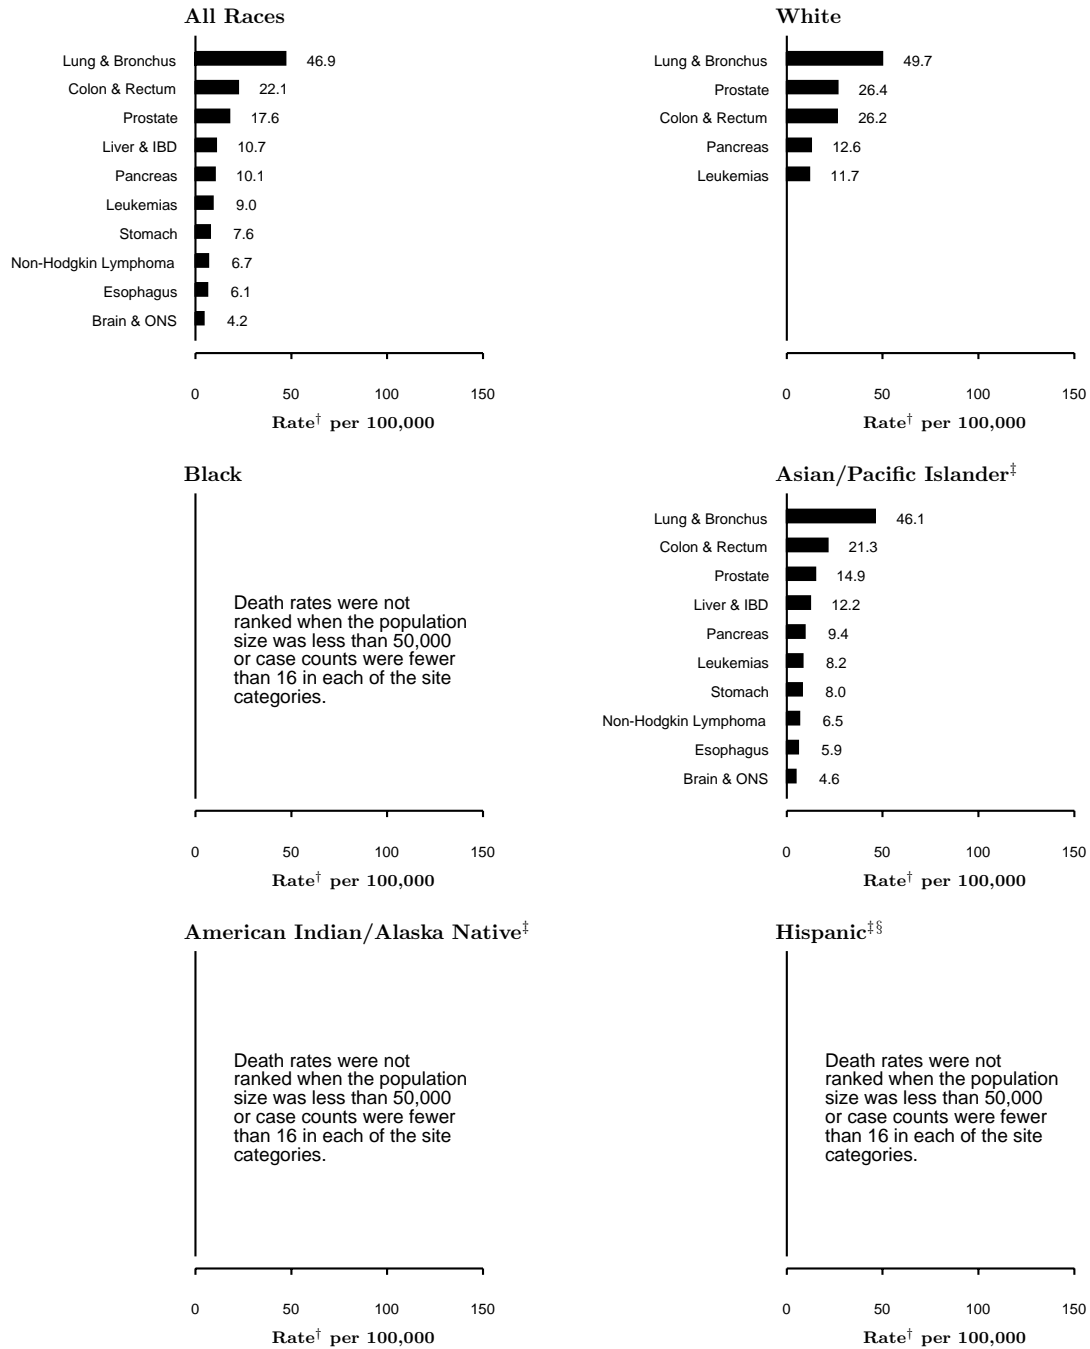 All Races
Lung & Bronchus 46.9
Colon & Rectum 22.1
Prostate 17.6
Liver & IBD 10.7
Pancreas 10.1
Leukemias 9.0
Stomach 7.6
Non-Hodgkin Lymphoma 6.7
Esophagus 6.1
Brain & ONS 4.2
0 50 100 150
Rate† per 100,000
White
Lung & Bronchus 49.7
Prostate 26.4
Colon & Rectum 26.2
Pancreas 12.6
Leukemias 11.7
0 50 100 150
Rate† per 100,000
Black
Death rates were not
ranked when the population
size was less than 50,000
or case counts were fewer
than 16 in each of the site
categories.
0 50 100 150
Rate† per 100,000
Asian/Pacific Islander‡
Lung & Bronchus 46.1
Colon & Rectum 21.3
Prostate 14.9
Liver & IBD 12.2
Pancreas 9.4
Leukemias 8.2
Stomach 8.0
Non-Hodgkin Lymphoma 6.5
Esophagus 5.9
Brain & ONS 4.6
0 50 100 150
Rate† per 100,000
American Indian/Alaska Native‡
Death rates were not
ranked when the population
size was less than 50,000
or case counts were fewer
than 16 in each of the site
categories.
0 50 100 150
Rate† per 100,000
Hispanic‡§
Death rates were not
ranked when the population
size was less than 50,000
or case counts were fewer
than 16 in each of the site
categories.
0 50 100 150
Rate† per 100,000